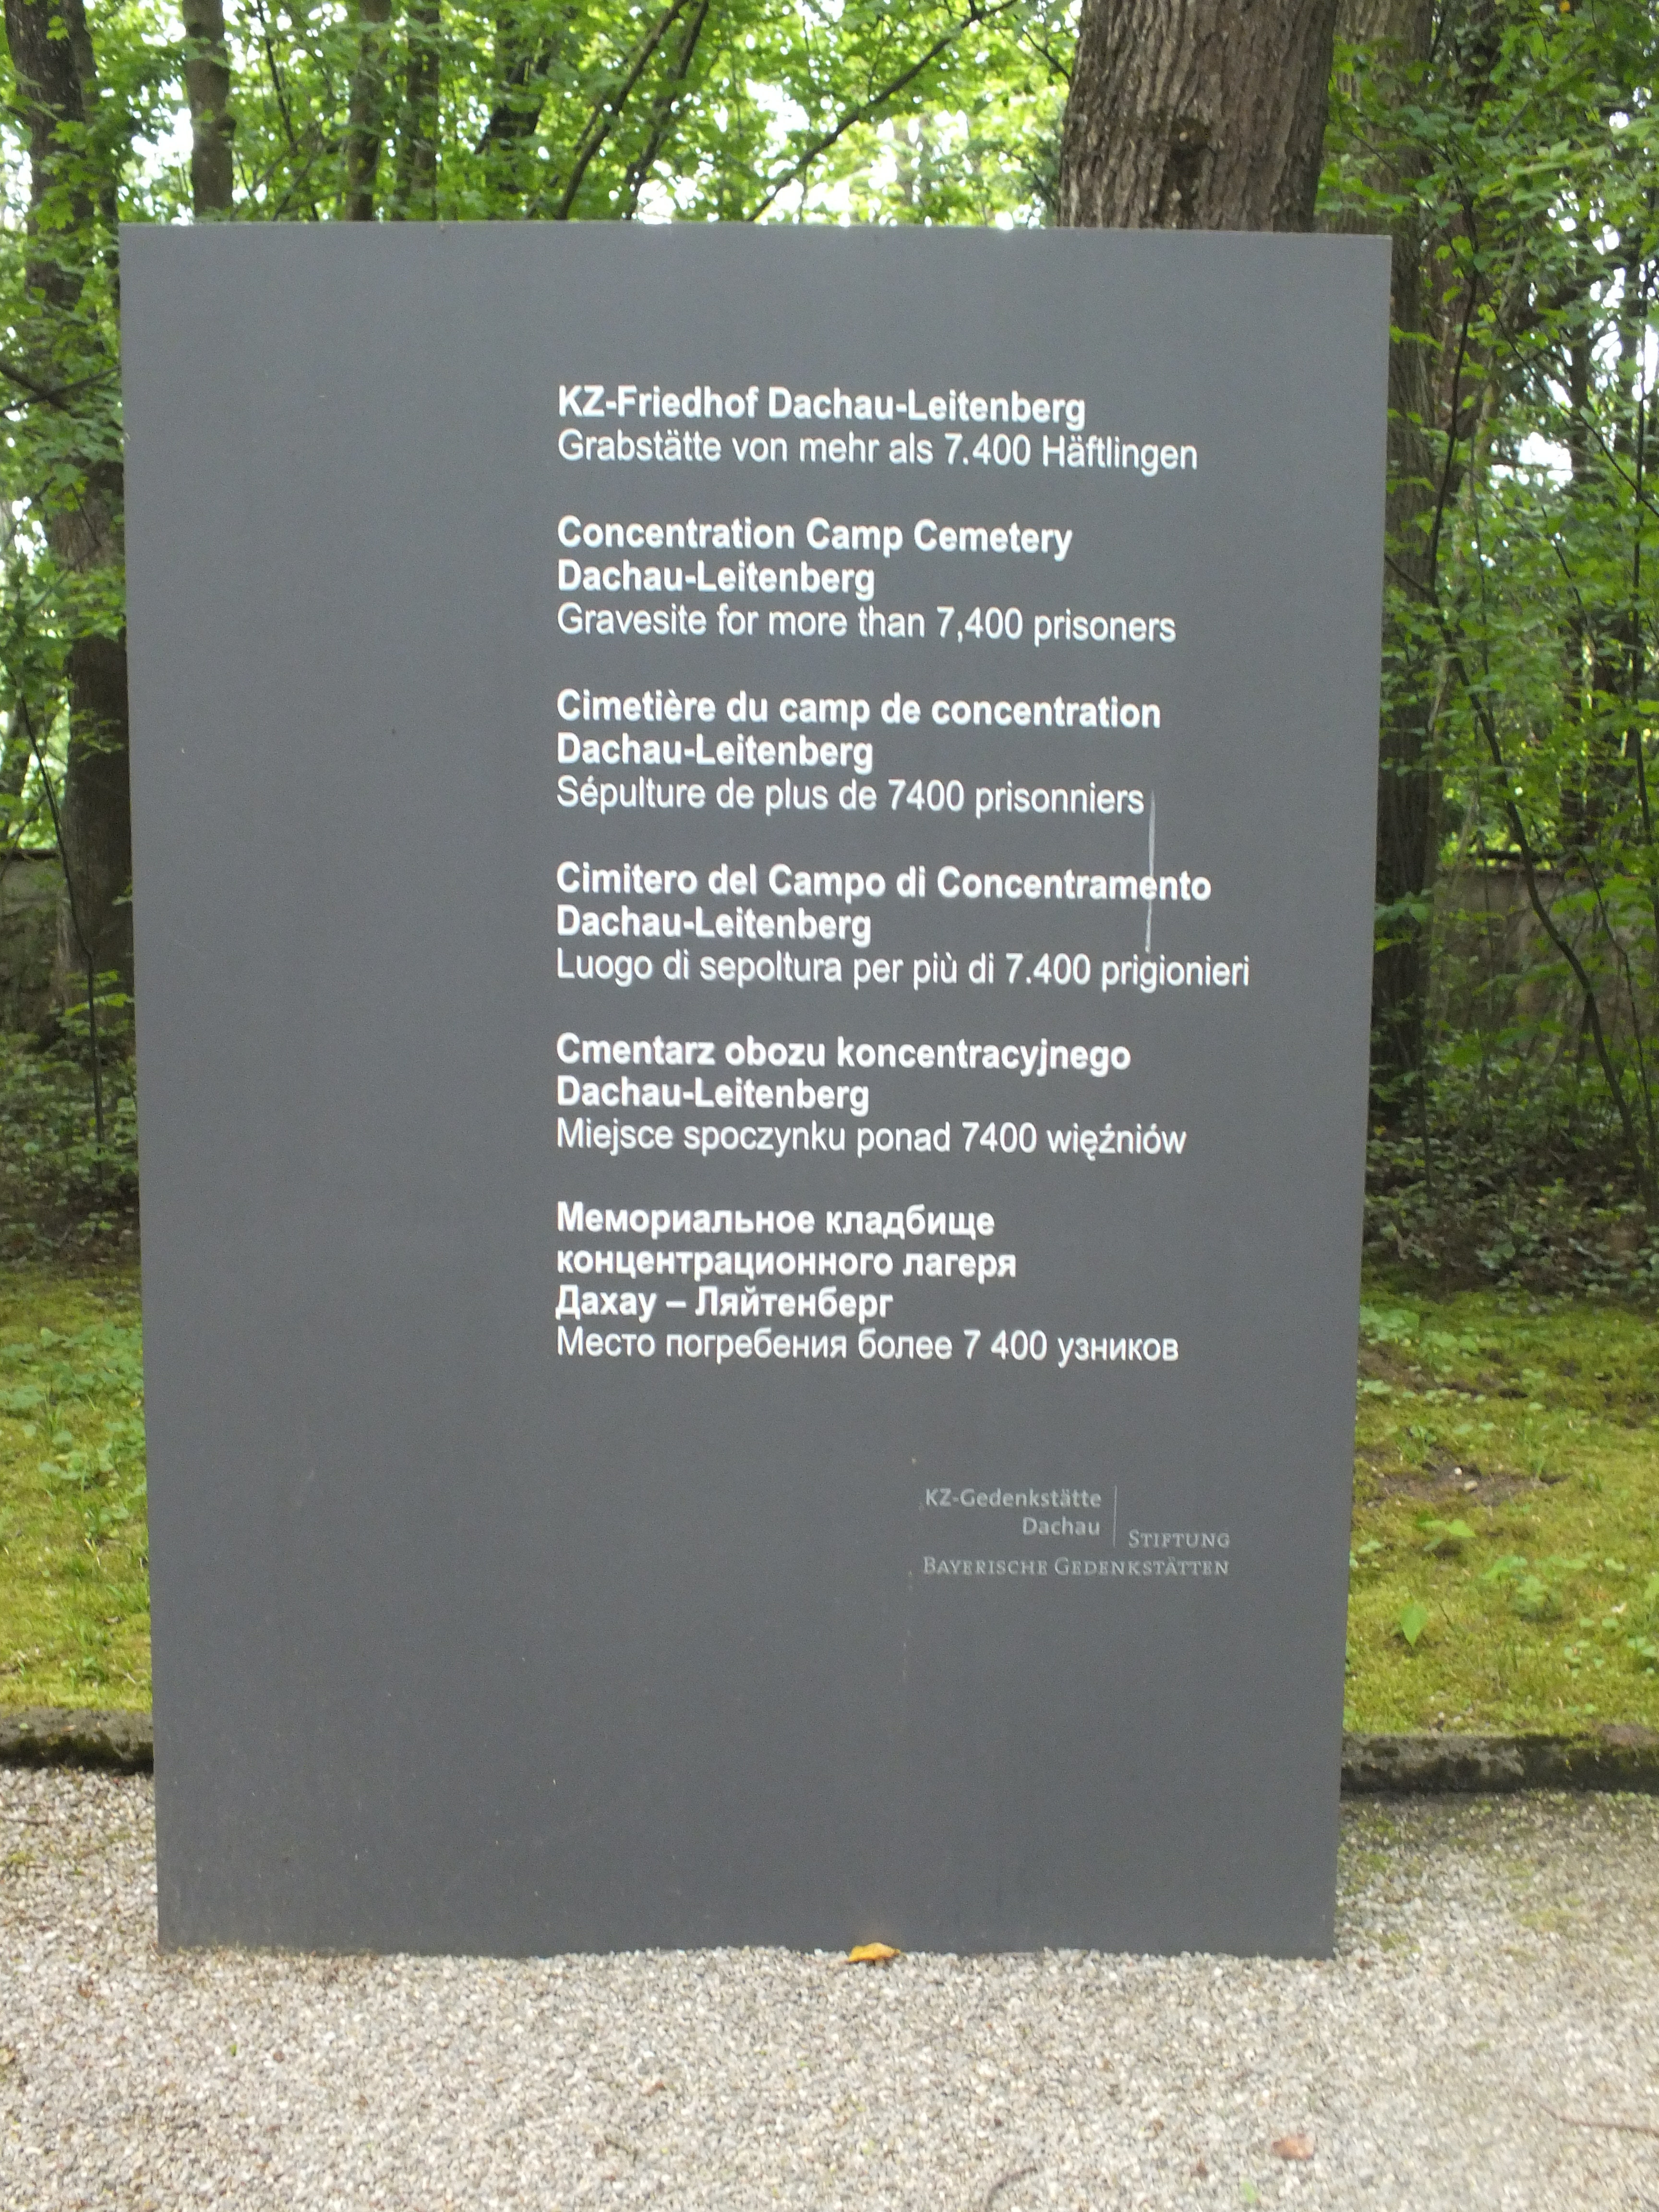 KZ-Friedhof Dachau-Leitenberg
Grabstätte von mehr als 7.400 Häftlingen
Concentration Camp Cemetery
Dachau-Leitenberg
Gravesite for more than 7,400 prisoners
Cimetière du camp de concentration
Dachau-Leitenberg
Sépulture de plus de 7400 prisonniers
Cimitero del Campo di Concentramento
Dachau-Leitenberg
Luogo di sepoltura per più di 7.400 prigionieri
Cmentarz obozu koncentracyjnego
Dachau-Leitenberg
Miejsce spoczynku ponad 7400 więźniów
Мемориальное кладбище
концентрационного лагеря
Дахау – Ляйтенберг
Место погребения более 7 400 узников
KZ-Gedenkstätte
Dachau
STIFTUNG
BAYERISCHE GEDENKSTÄTTEN